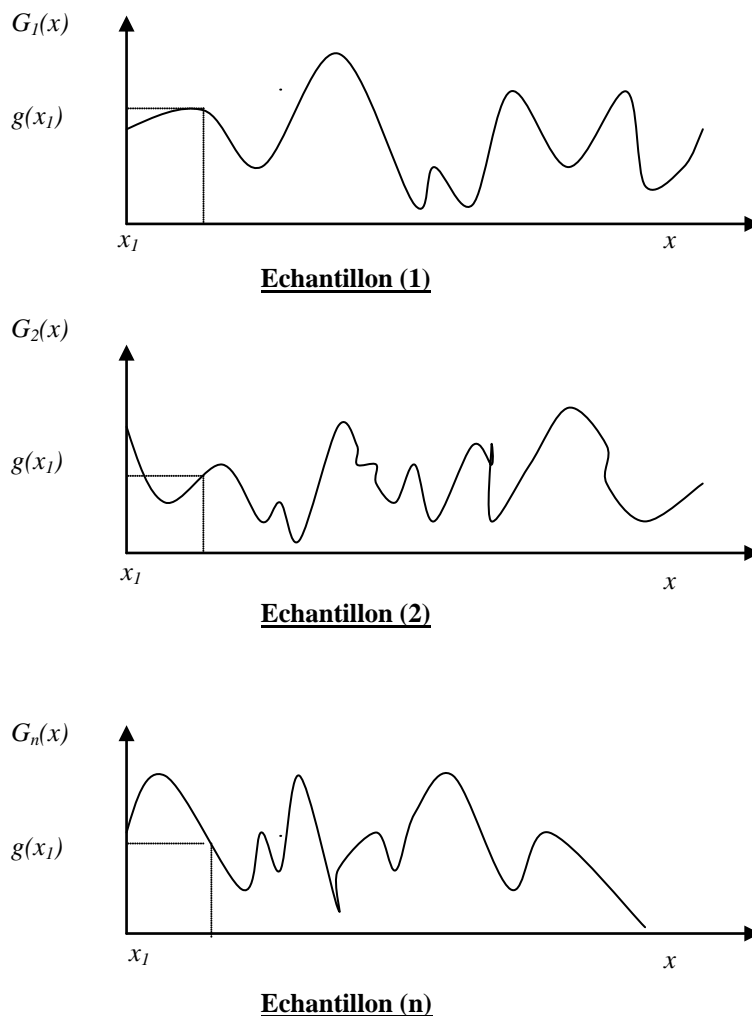 G1(x)
g(x1)
x1 x
Echantillon (1)
G2(x)
g(x1)
x1 x
Echantillon (2)
Gn(x)
g(x1)
x1 x
Echantillon (n)